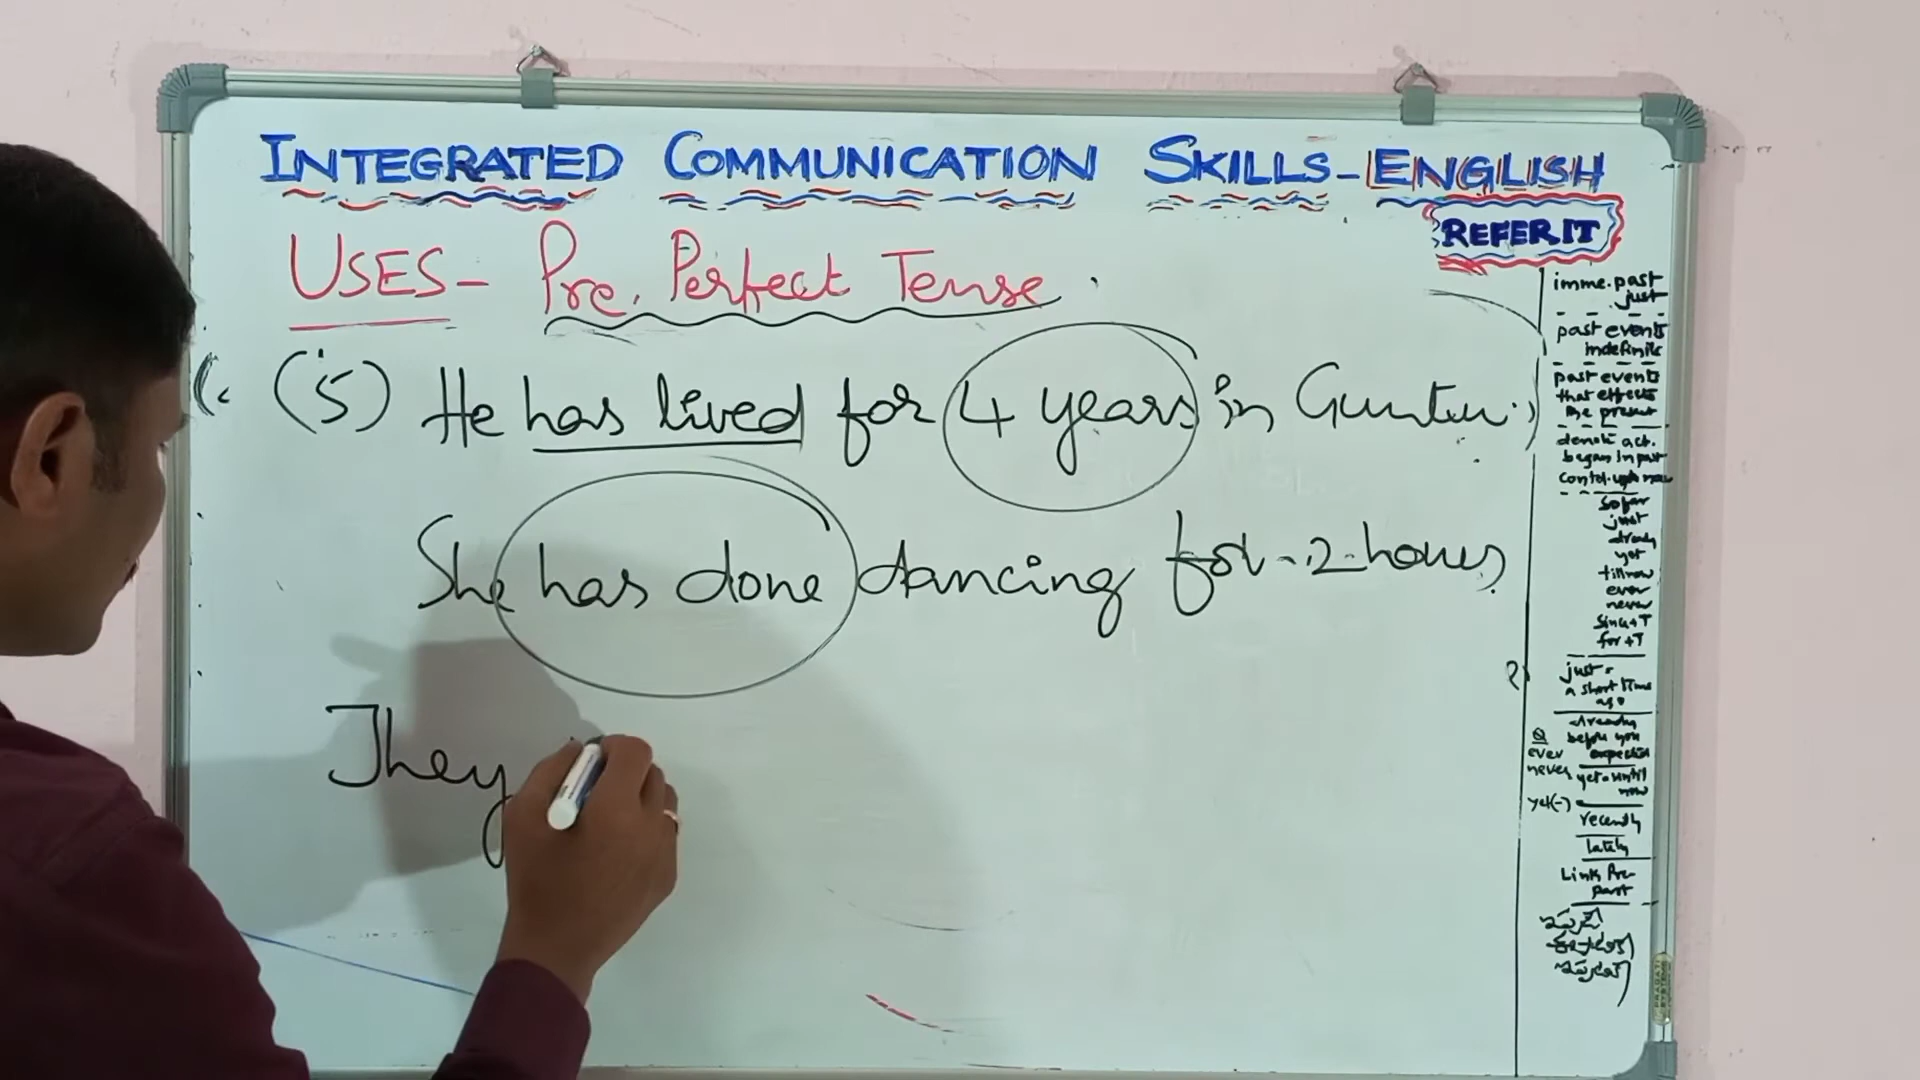 INTEGRATED COMMUNICATION SKILLS-ENGLISH
REFER IT
USES- Pre. Perfect Tense.
(5) He has lived for 4 years in Guntur.
She has done dancing for 2 hours.
They
imme.past
just
past events
indefinite
past events
that effects
the present
denote act.
began in past
contd. upto now
so far
just
already
yet
till now
ever
never
since+T
for+T
just =
a short time
ago
already
before you
expected
Q
ever
never
yet = until
now
yet(-)
recently
lately
Link Pre-
past